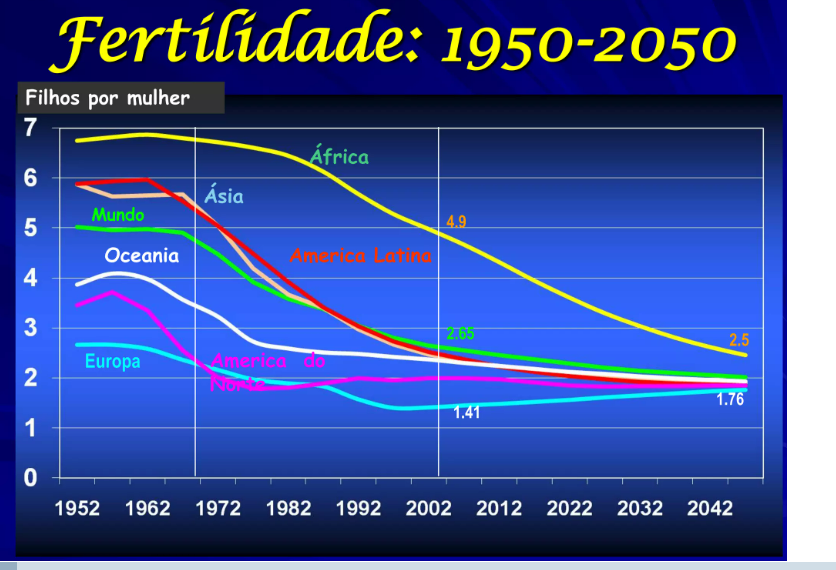 Fertilidade: 1950-2050
Filhos por mulher
7
África
6
Ásia
Mundo
5
4.9
Oceania
America Latina
4
3
2.65
2.5
Europa
America do
Norte
2
1.76
1.41
1
0
1952 1962 1972 1982 1992 2002 2012 2022 2032 2042